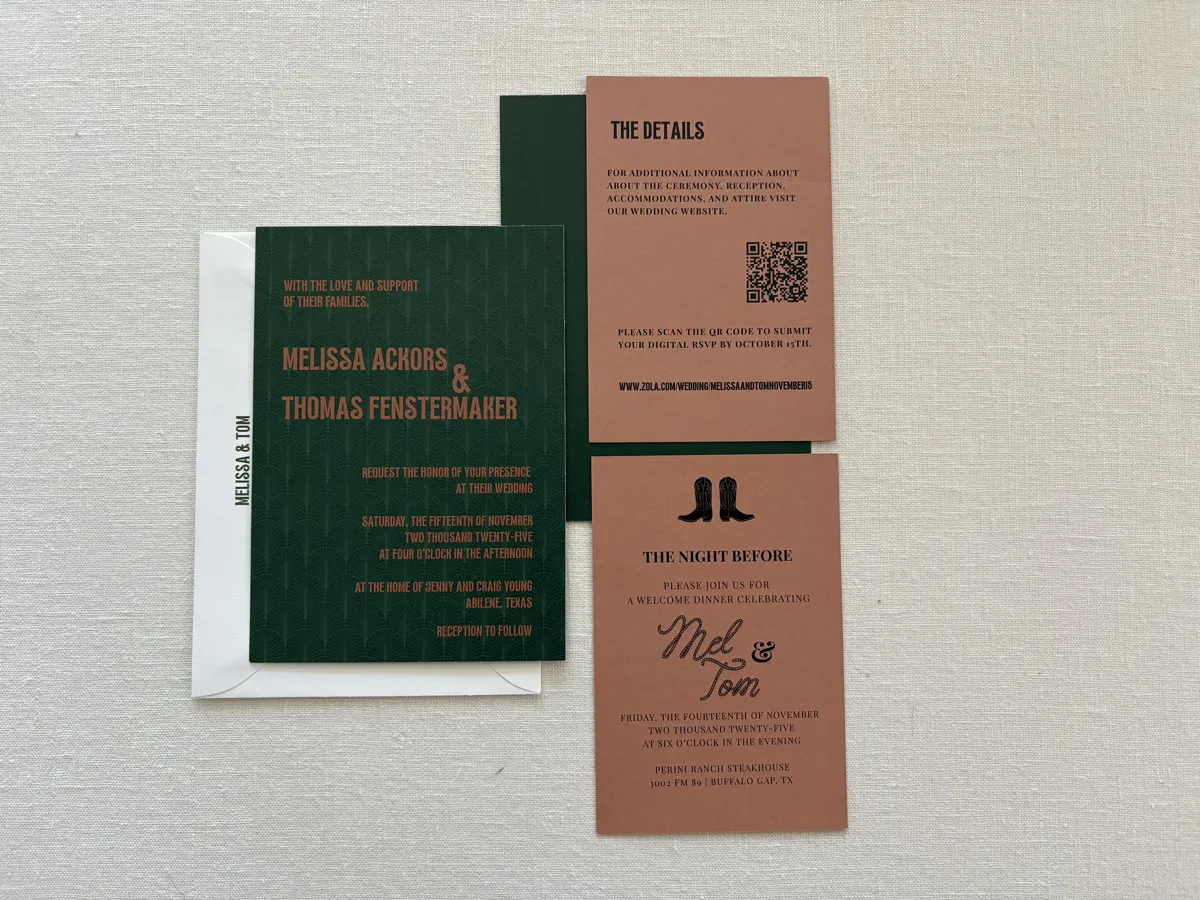 MELISSA & TOM
WITH THE LOVE AND SUPPORT
OF THEIR FAMILIES,
MELISSA ACKORS
&
THOMAS FENSTERMAKER
REQUEST THE HONOR OF YOUR PRESENCE
AT THEIR WEDDING
SATURDAY, THE FIFTEENTH OF NOVEMBER
TWO THOUSAND TWENTY-FIVE
AT FOUR O'CLOCK IN THE AFTERNOON
AT THE HOME OF JENNY AND CRAIG YOUNG
ABILENE, TEXAS
RECEPTION TO FOLLOW
THE DETAILS
FOR ADDITIONAL INFORMATION ABOUT
ABOUT THE CEREMONY, RECEPTION,
ACCOMMODATIONS, AND ATTIRE VISIT
OUR WEDDING WEBSITE.
PLEASE SCAN THE QR CODE TO SUBMIT
YOUR DIGITAL RSVP BY OCTOBER 15TH.
WWW.ZOLA.COM/WEDDING/MELISSAANDTOMNOVEMBER15
THE NIGHT BEFORE
PLEASE JOIN US FOR
A WELCOME DINNER CELEBRATING
Mel &
Tom
FRIDAY, THE FOURTEENTH OF NOVEMBER
TWO THOUSAND TWENTY-FIVE
AT SIX O'CLOCK IN THE EVENING
PERINI RANCH STEAKHOUSE
3002 FM 89 | BUFFALO GAP, TX